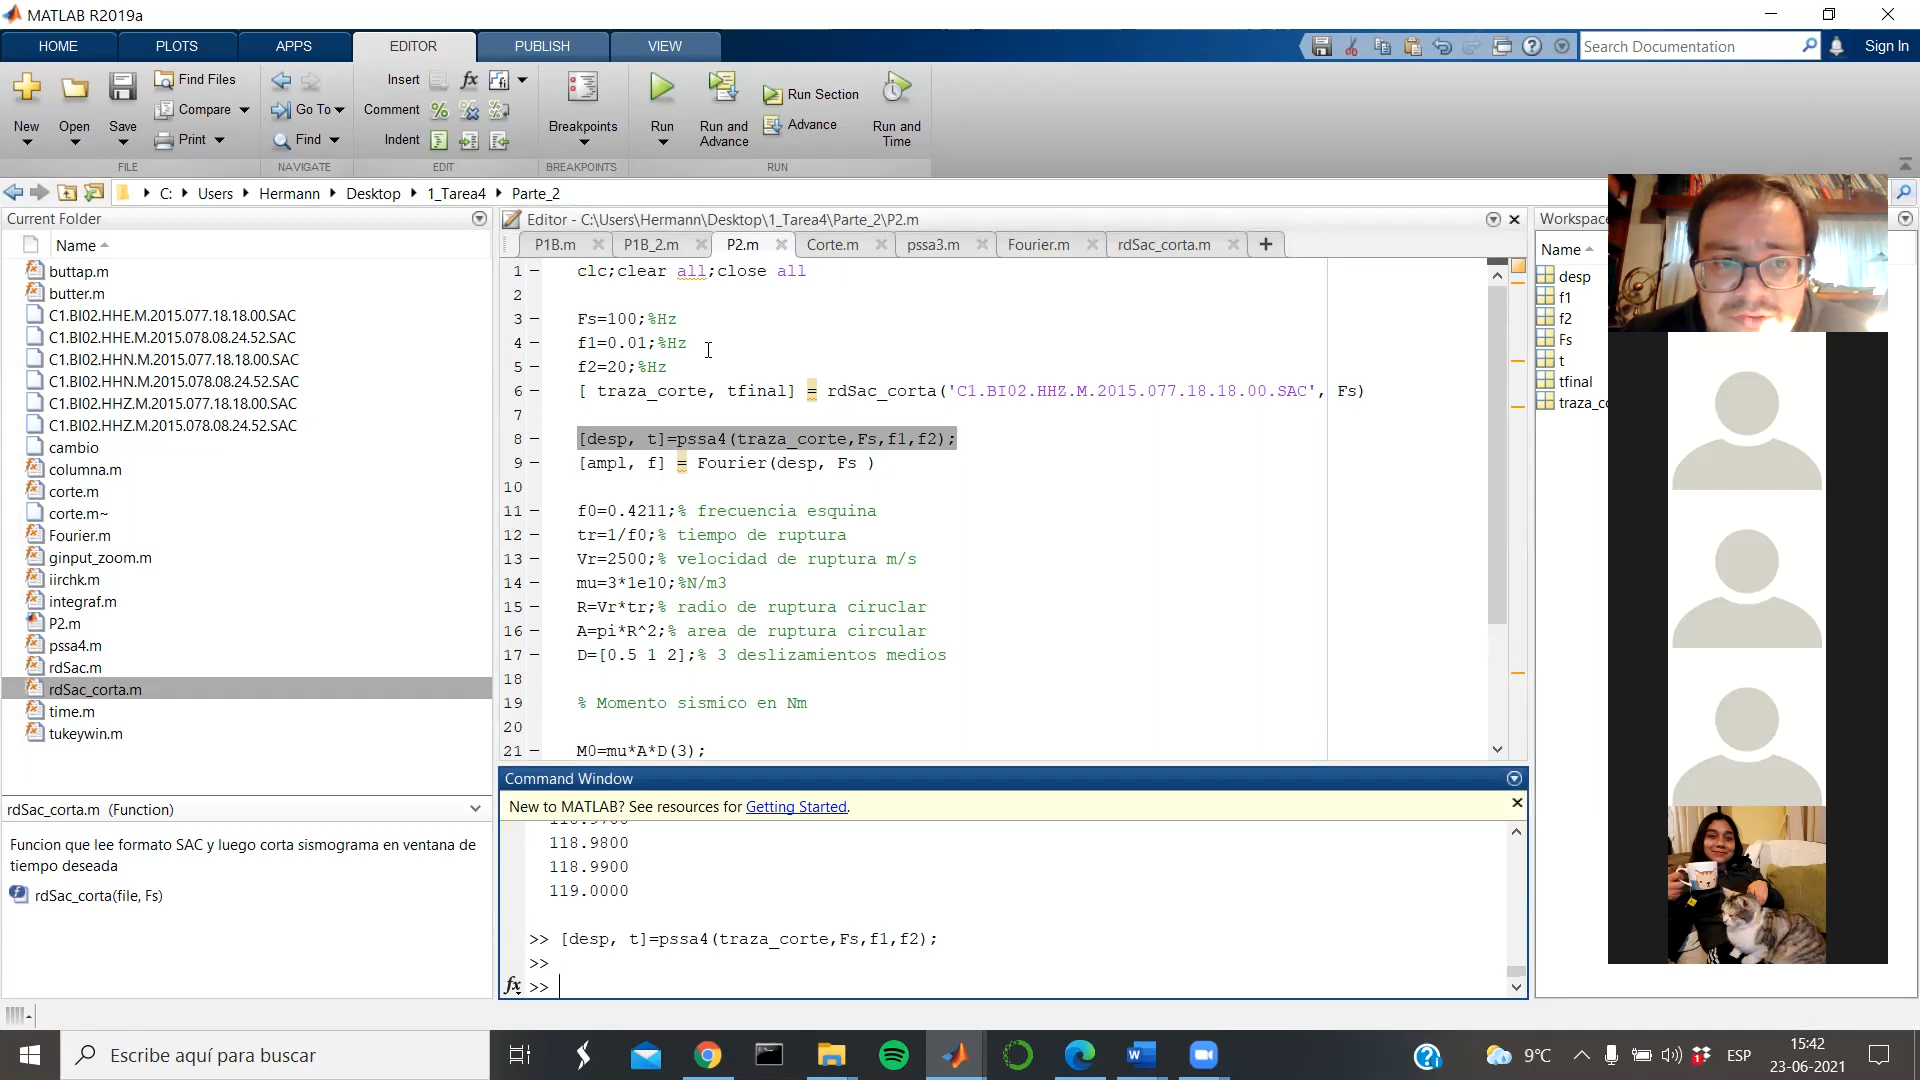 MATLAB R2019a
HOME PLOTS APPS EDITOR PUBLISH VIEW
Search Documentation
Sign In
New
Open
Save
Find Files
Compare
Print
FILE
Go To
Find
NAVIGATE
Insert
Comment
Indent
EDIT
Breakpoints
BREAKPOINTS
Run
Run and Advance
Run Section
Advance
Run and Time
RUN
C: Users Hermann Desktop 1_Tarea4 Parte_2
Current Folder
Name
buttap.m
butter.m
C1.BI02.HHE.M.2015.077.18.18.00.SAC
C1.BI02.HHE.M.2015.078.08.24.52.SAC
C1.BI02.HHN.M.2015.077.18.18.00.SAC
C1.BI02.HHN.M.2015.078.08.24.52.SAC
C1.BI02.HHZ.M.2015.077.18.18.00.SAC
C1.BI02.HHZ.M.2015.078.08.24.52.SAC
cambio
columna.m
corte.m
corte.m~
Fourier.m
ginput_zoom.m
iirchk.m
integraf.m
P2.m
pssa4.m
rdSac.m
rdSac_corta.m
time.m
tukeywin.m
rdSac_corta.m (Function)
Funcion que lee formato SAC y luego corta sismograma en ventana de
tiempo deseada
rdSac_corta(file, Fs)
Editor - C:\Users\Hermann\Desktop\1_Tarea4\Parte_2\P2.m
P1B.m P1B_2.m P2.m Corte.m pssa3.m Fourier.m rdSac_corta.m
1 clc;clear all;close all
2
3 Fs=100;%Hz
4 f1=0.01;%Hz
5 f2=20;%Hz
6 [ traza_corte, tfinal] = rdSac_corta('C1.BI02.HHZ.M.2015.077.18.18.00.SAC', Fs)
7
8 [desp, t]=pssa4(traza_corte,Fs,f1,f2);
9 [ampl, f] = Fourier(desp, Fs )
10
11 f0=0.4211;% frecuencia esquina
12 tr=1/f0;% tiempo de ruptura
13 Vr=2500;% velocidad de ruptura m/s
14 mu=3*1e10;%N/m3
15 R=Vr*tr;% radio de ruptura ciruclar
16 A=pi*R^2;% area de ruptura circular
17 D=[0.5 1 2];% 3 deslizamientos medios
18
19 % Momento sismico en Nm
20
21 M0=mu*A*D(3);
Command Window
New to MATLAB? See resources for Getting Started.
118.9800
118.9900
119.0000
>> [desp, t]=pssa4(traza_corte,Fs,f1,f2);
>>
fx >>
Workspace
Name
desp
f1
f2
Fs
t
tfinal
traza_co
Escribe aquí para buscar
9°C
ESP
15:42
23-06-2021